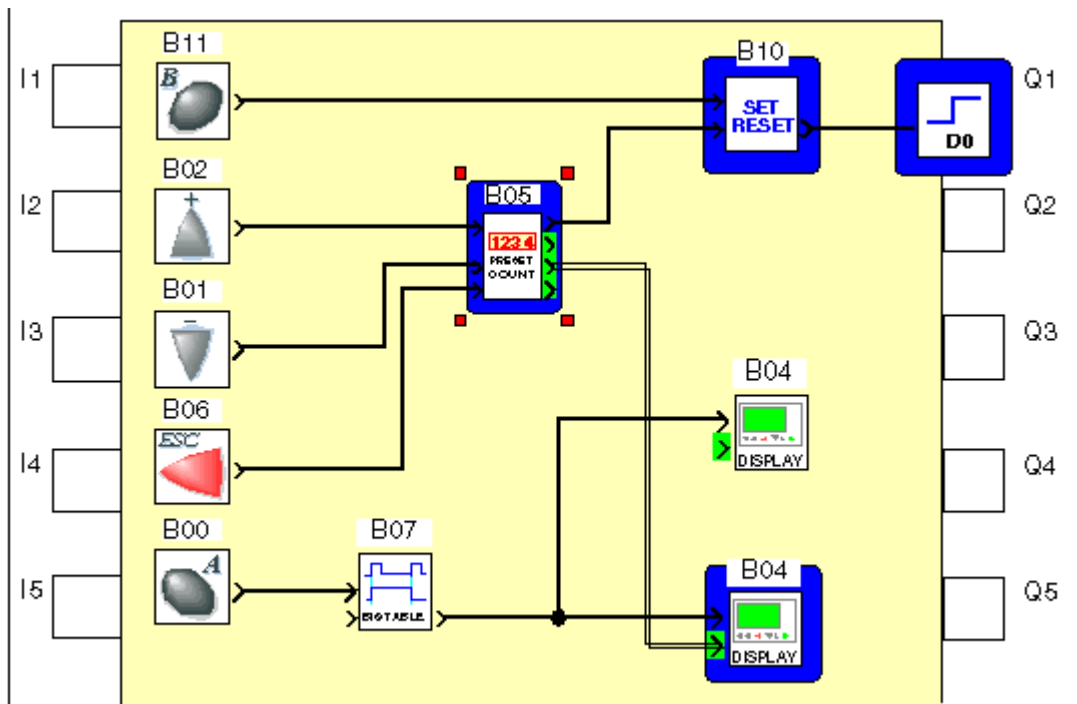 B11
B10
I1
B
Q1
SET
RESET
D0
B02
I2
+
B05
Q2
1234
PRESET
COUNT
B01
I3
-
Q3
B04
B06
ESC
I4
DISPLAY
Q4
B00
B07
A
B04
I5
Q5
BISTABLE
DISPLAY